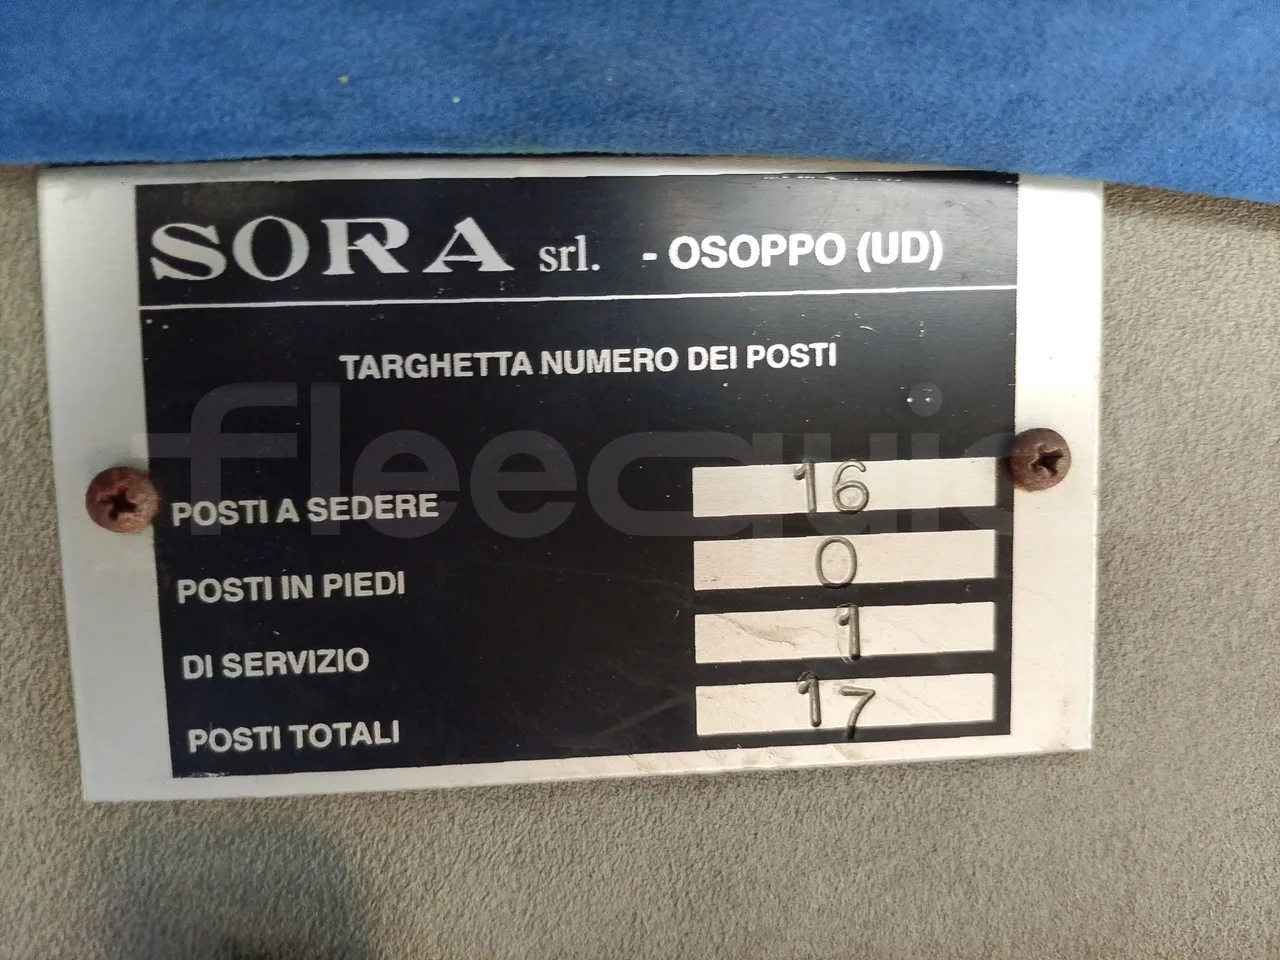 SORA srl. - OSOPPO (UD)
TARGHETTA NUMERO DEI POSTI
fleequid
POSTI A SEDERE 16
POSTI IN PIEDI 0
DI SERVIZIO 1
POSTI TOTALI 17